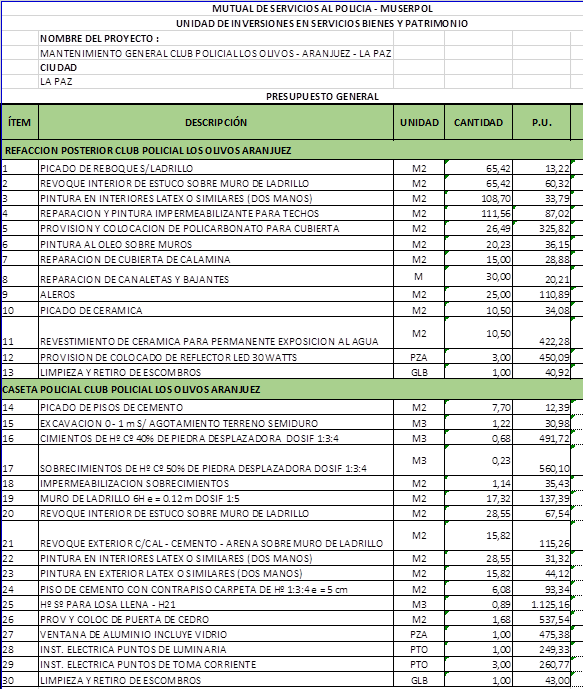 MUTUAL DE SERVICIOS AL POLICIA - MUSERPOL
UNIDAD DE INVERSIONES EN SERVICIOS BIENES Y PATRIMONIO
NOMBRE DEL PROYECTO :
MANTENIMIENTO GENERAL CLUB POLICIAL LOS OLIVOS - ARANJUEZ - LA PAZ
CIUDAD
LA PAZ
PRESUPUESTO GENERAL
ÍTEM DESCRIPCIÓN UNIDAD CANTIDAD P.U.
REFACCION POSTERIOR CLUB POLICIAL LOS OLIVOS ARANJUEZ
1 PICADO DE REBOQUE S/LADRILLO M2 65,42 13,22
2 REVOQUE INTERIOR DE ESTUCO SOBRE MURO DE LADRILLO M2 65,42 60,32
3 PINTURA EN INTERIORES LATEX O SIMILARES (DOS MANOS) M2 108,70 33,79
4 REPARACION Y PINTURA IMPERMEABILIZANTE PARA TECHOS M2 111,56 87,02
5 PROVISION Y COLOCACION DE POLICARBONATO PARA CUBIERTA M2 26,49 325,82
6 PINTURA AL OLEO SOBRE MUROS M2 20,23 36,15
7 REPARACION DE CUBIERTA DE CALAMINA M2 15,00 28,88
8 REPARACION DE CANALETAS Y BAJANTES M 30,00 20,21
9 ALEROS M2 25,00 110,89
10 PICADO DE CERAMICA M2 10,50 34,08
11 REVESTIMIENTO DE CERAMICA PARA PERMANENTE EXPOSICION AL AGUA M2 10,50 422,28
12 PROVISION DE COLOCADO DE REFLECTOR LED 30 WATTS PZA 3,00 450,09
13 LIMPIEZA Y RETIRO DE ESCOMBROS GLB 1,00 40,92
CASETA POLICIAL CLUB POLICIAL LOS OLIVOS ARANJUEZ
14 PICADO DE PISOS DE CEMENTO M2 7,70 12,39
15 EXCAVACION 0 - 1 m S/ AGOTAMIENTO TERRENO SEMIDURO M3 1,22 30,98
16 CIMIENTOS DE Hº Cº 40% DE PIEDRA DESPLAZADORA DOSIF 1:3:4 M3 0,68 491,72
17 SOBRECIMIENTOS DE Hº Cº 50% DE PIEDRA DESPLAZADORA DOSIF 1:3:4 M3 0,23 560,10
18 IMPERMEABILIZACION SOBRECIMIENTOS M2 1,14 35,43
19 MURO DE LADRILLO 6H e = 0.12 m DOSIF 1:5 M2 17,32 137,39
20 REVOQUE INTERIOR DE ESTUCO SOBRE MURO DE LADRILLO M2 28,55 67,54
21 REVOQUE EXTERIOR C/CAL - CEMENTO - ARENA SOBRE MURO DE LADRILLO M2 15,82 115,26
22 PINTURA EN INTERIORES LATEX O SIMILARES (DOS MANOS) M2 28,55 31,32
23 PINTURA EN EXTERIOR LATEX O SIMILARES (DOS MANOS) M2 15,82 44,12
24 PISO DE CEMENTO CON CONTRAPISO CARPETA DE Hº 1:3:4 e = 5 cm M2 6,08 93,34
25 Hº Sº PARA LOSA LLENA - H21 M3 0,89 1.125,16
26 PROV Y COLOC DE PUERTA DE CEDRO M2 1,68 537,54
27 VENTANA DE ALUMINIO INCLUYE VIDRIO PZA 1,00 475,38
28 INST. ELECTRICA PUNTOS DE LUMINARIA PTO 1,00 249,33
29 INST. ELECTRICA PUNTOS DE TOMA CORRIENTE PTO 3,00 260,77
30 LIMPIEZA Y RETIRO DE ESCOMBROS GLB 1,00 43,00